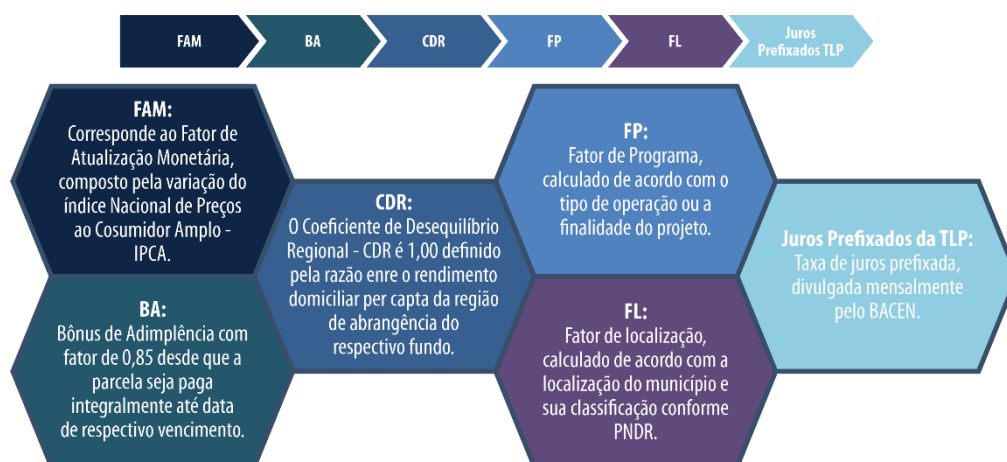 FAM
BA
CDR
FP
FL
Juros
Prefixados TLP
FAM:
Corresponde ao Fator de
Atualização Monetária,
composto pela variação do
índice Nacional de Preços
ao Cosumidor Amplo -
IPCA.
BA:
Bônus de Adimplência com
fator de 0,85 desde que a
parcela seja paga
integralmente até data
de respectivo vencimento.
CDR:
O Coeficiente de Desequilíbrio
Regional - CDR é 1,00 definido
pela razão enre o rendimento
domiciliar per capta da região
de abrangência do
respectivo fundo.
FP:
Fator de Programa,
calculado de acordo com o
tipo de operação ou a
finalidade do projeto.
FL:
Fator de localização,
calculado de acordo com a
localização do município e
sua classificação conforme
PNDR.
Juros Prefixados da TLP:
Taxa de juros prefixada,
divulgada mensalmente
pelo BACEN.